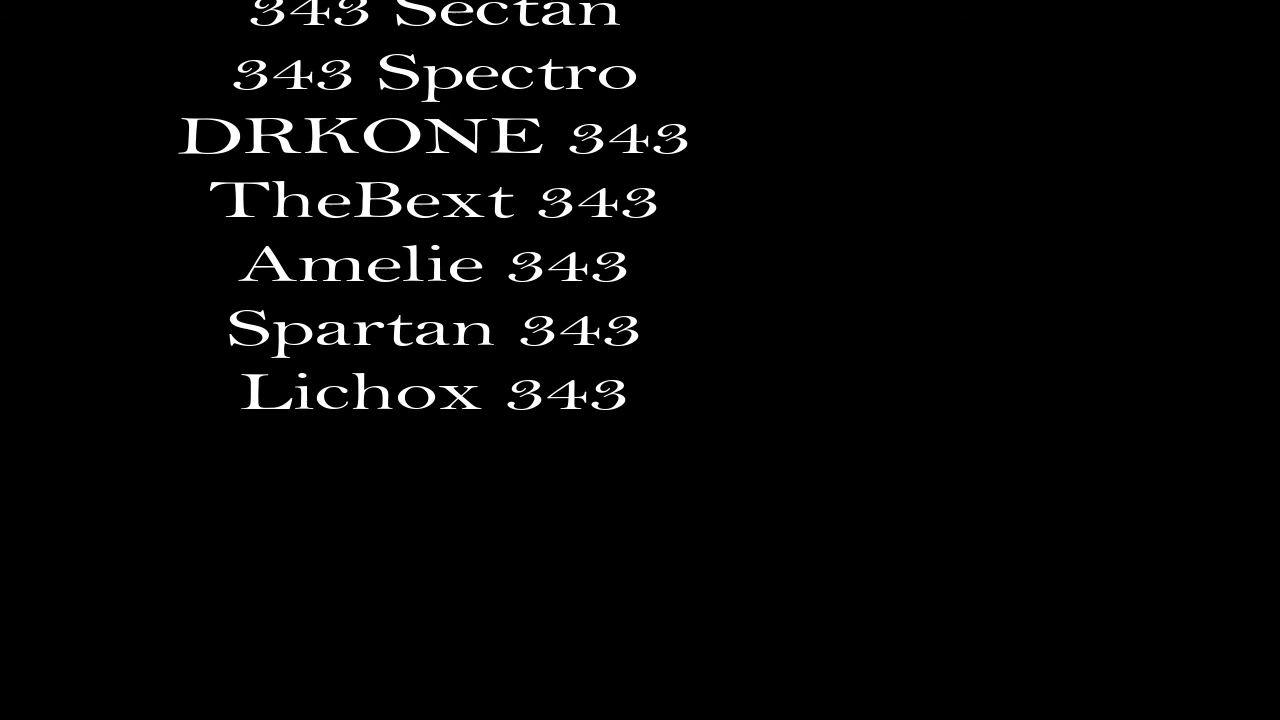 343 Sectan
343 Spectro
DRKONE 343
TheBext 343
Amelie 343
Spartan 343
Lichox 343